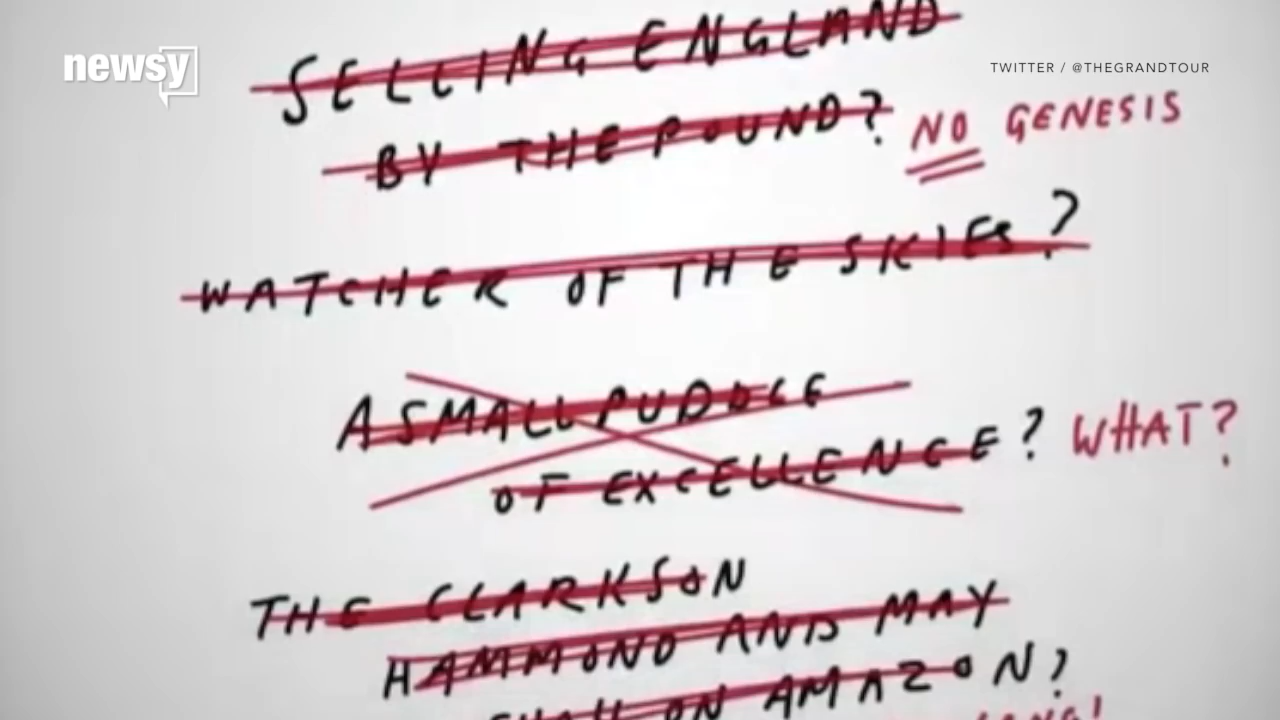 newsy
TWITTER / @THEGRANDTOUR
SELLING ENGLAND
BY THE POUND? NO GENESIS
WATCHER OF THE SKIES?
A SMALL PUDDLE
OF EXCELLENCE? WHAT?
THE CLARKSON
HAMMOND AND MAY
ON AMAZON?